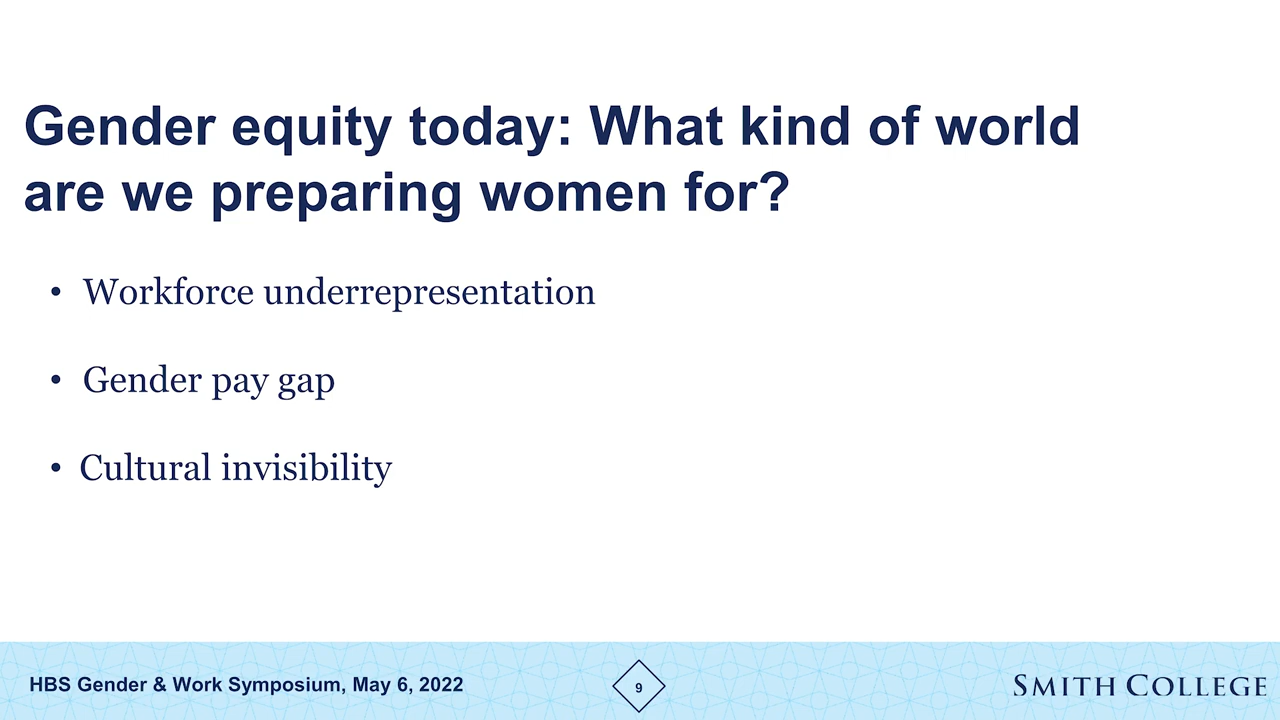 Gender equity today: What kind of world
are we preparing women for?
• Workforce underrepresentation
• Gender pay gap
• Cultural invisibility
HBS Gender & Work Symposium, May 6, 2022
9
SMITH COLLEGE